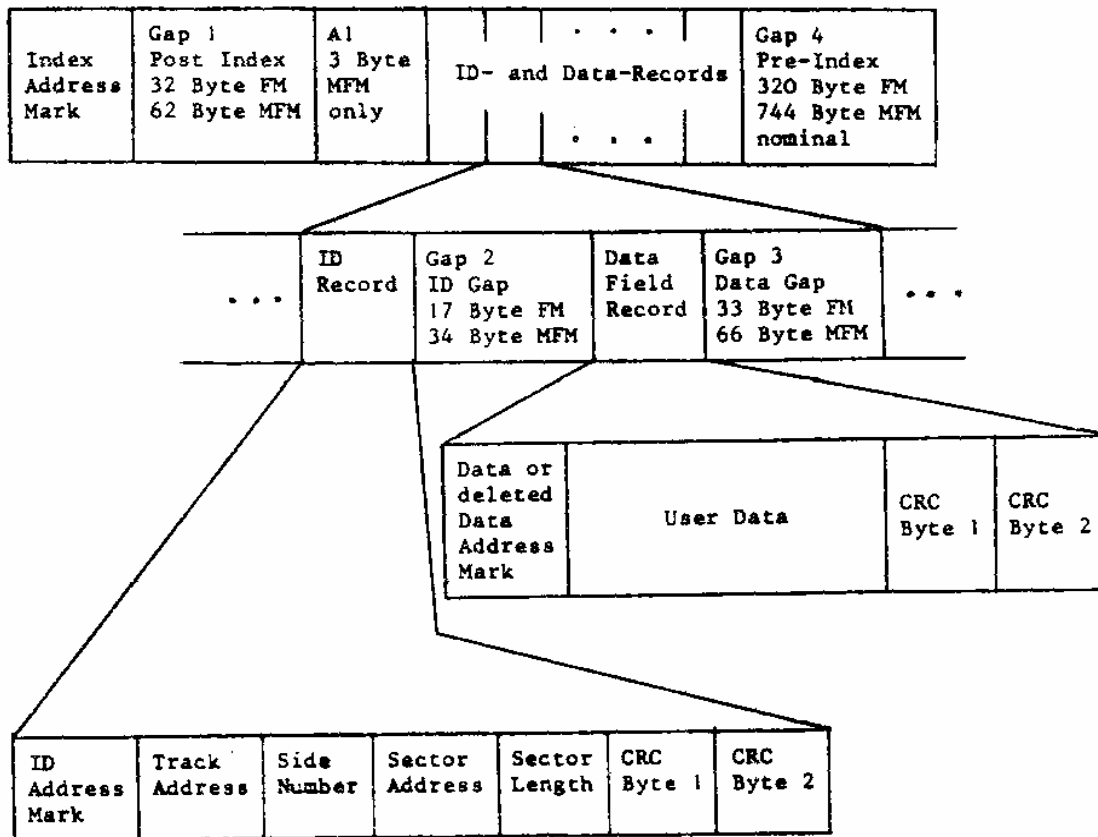 Index
Address
Mark
Gap 1
Post Index
32 Byte FM
62 Byte MFM
A1
3 Byte
MFM
only
. . .
ID- and Data-Records
. . .
Gap 4
Pre-Index
320 Byte FM
744 Byte MFM
nominal
. . .
ID
Record
Gap 2
ID Gap
17 Byte FM
34 Byte MFM
Data
Field
Record
Gap 3
Data Gap
33 Byte FM
66 Byte MFM
. . .
Data or
deleted
Data
Address
Mark
User Data
CRC
Byte 1
CRC
Byte 2
ID
Address
Mark
Track
Address
Side
Number
Sector
Address
Sector
Length
CRC
Byte 1
CRC
Byte 2